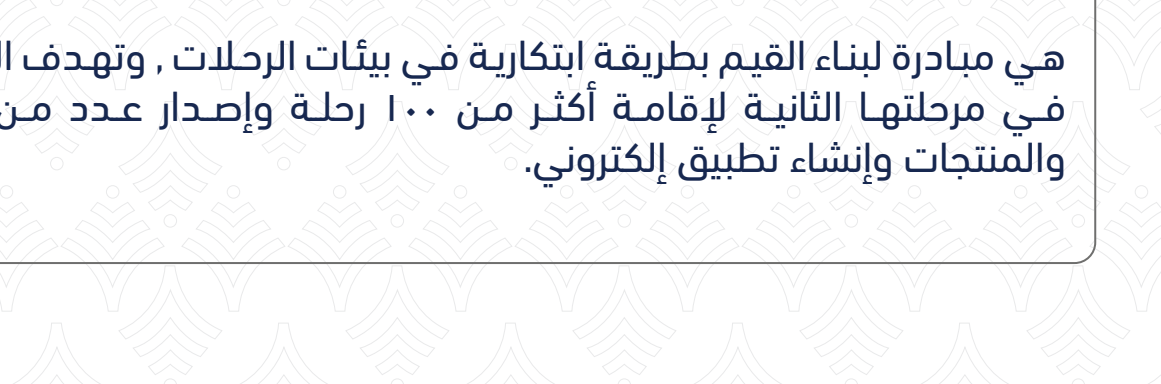 هي مبادرة لبناء القيم بطريقة ابتكارية في بيئات الرحلات , وتهدف
في مرحلتها الثانية لإقامة أكثر من ١٠٠ رحلة وإصدار عدد من
والمنتجات وإنشاء تطبيق إلكتروني.